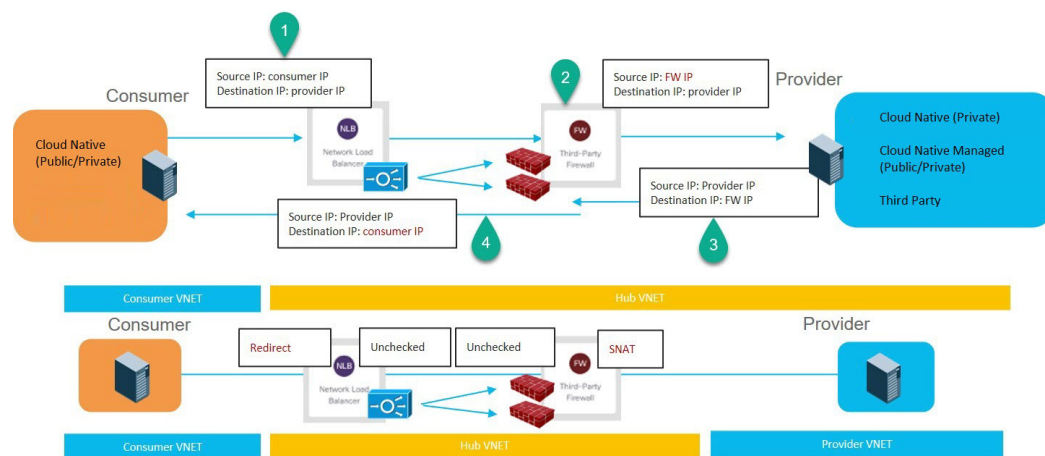 1
Source IP: consumer IP
Destination IP: provider IP
2
Source IP: FW IP
Destination IP: provider IP
Consumer
Provider
Cloud Native
(Public/Private)
NLB
Network Load
Balancer
FW
Third-Party
Firewall
Cloud Native (Private)
Cloud Native Managed
(Public/Private)
Third Party
Source IP: Provider IP
Destination IP: FW IP
3
Source IP: Provider IP
Destination IP: consumer IP
4
Consumer VNET
Hub VNET
Consumer
Provider
Redirect
NLB
Network Load
Balancer
Unchecked
Unchecked
FW
Third-Party
Firewall
SNAT
Consumer VNET
Hub VNET
Provider VNET